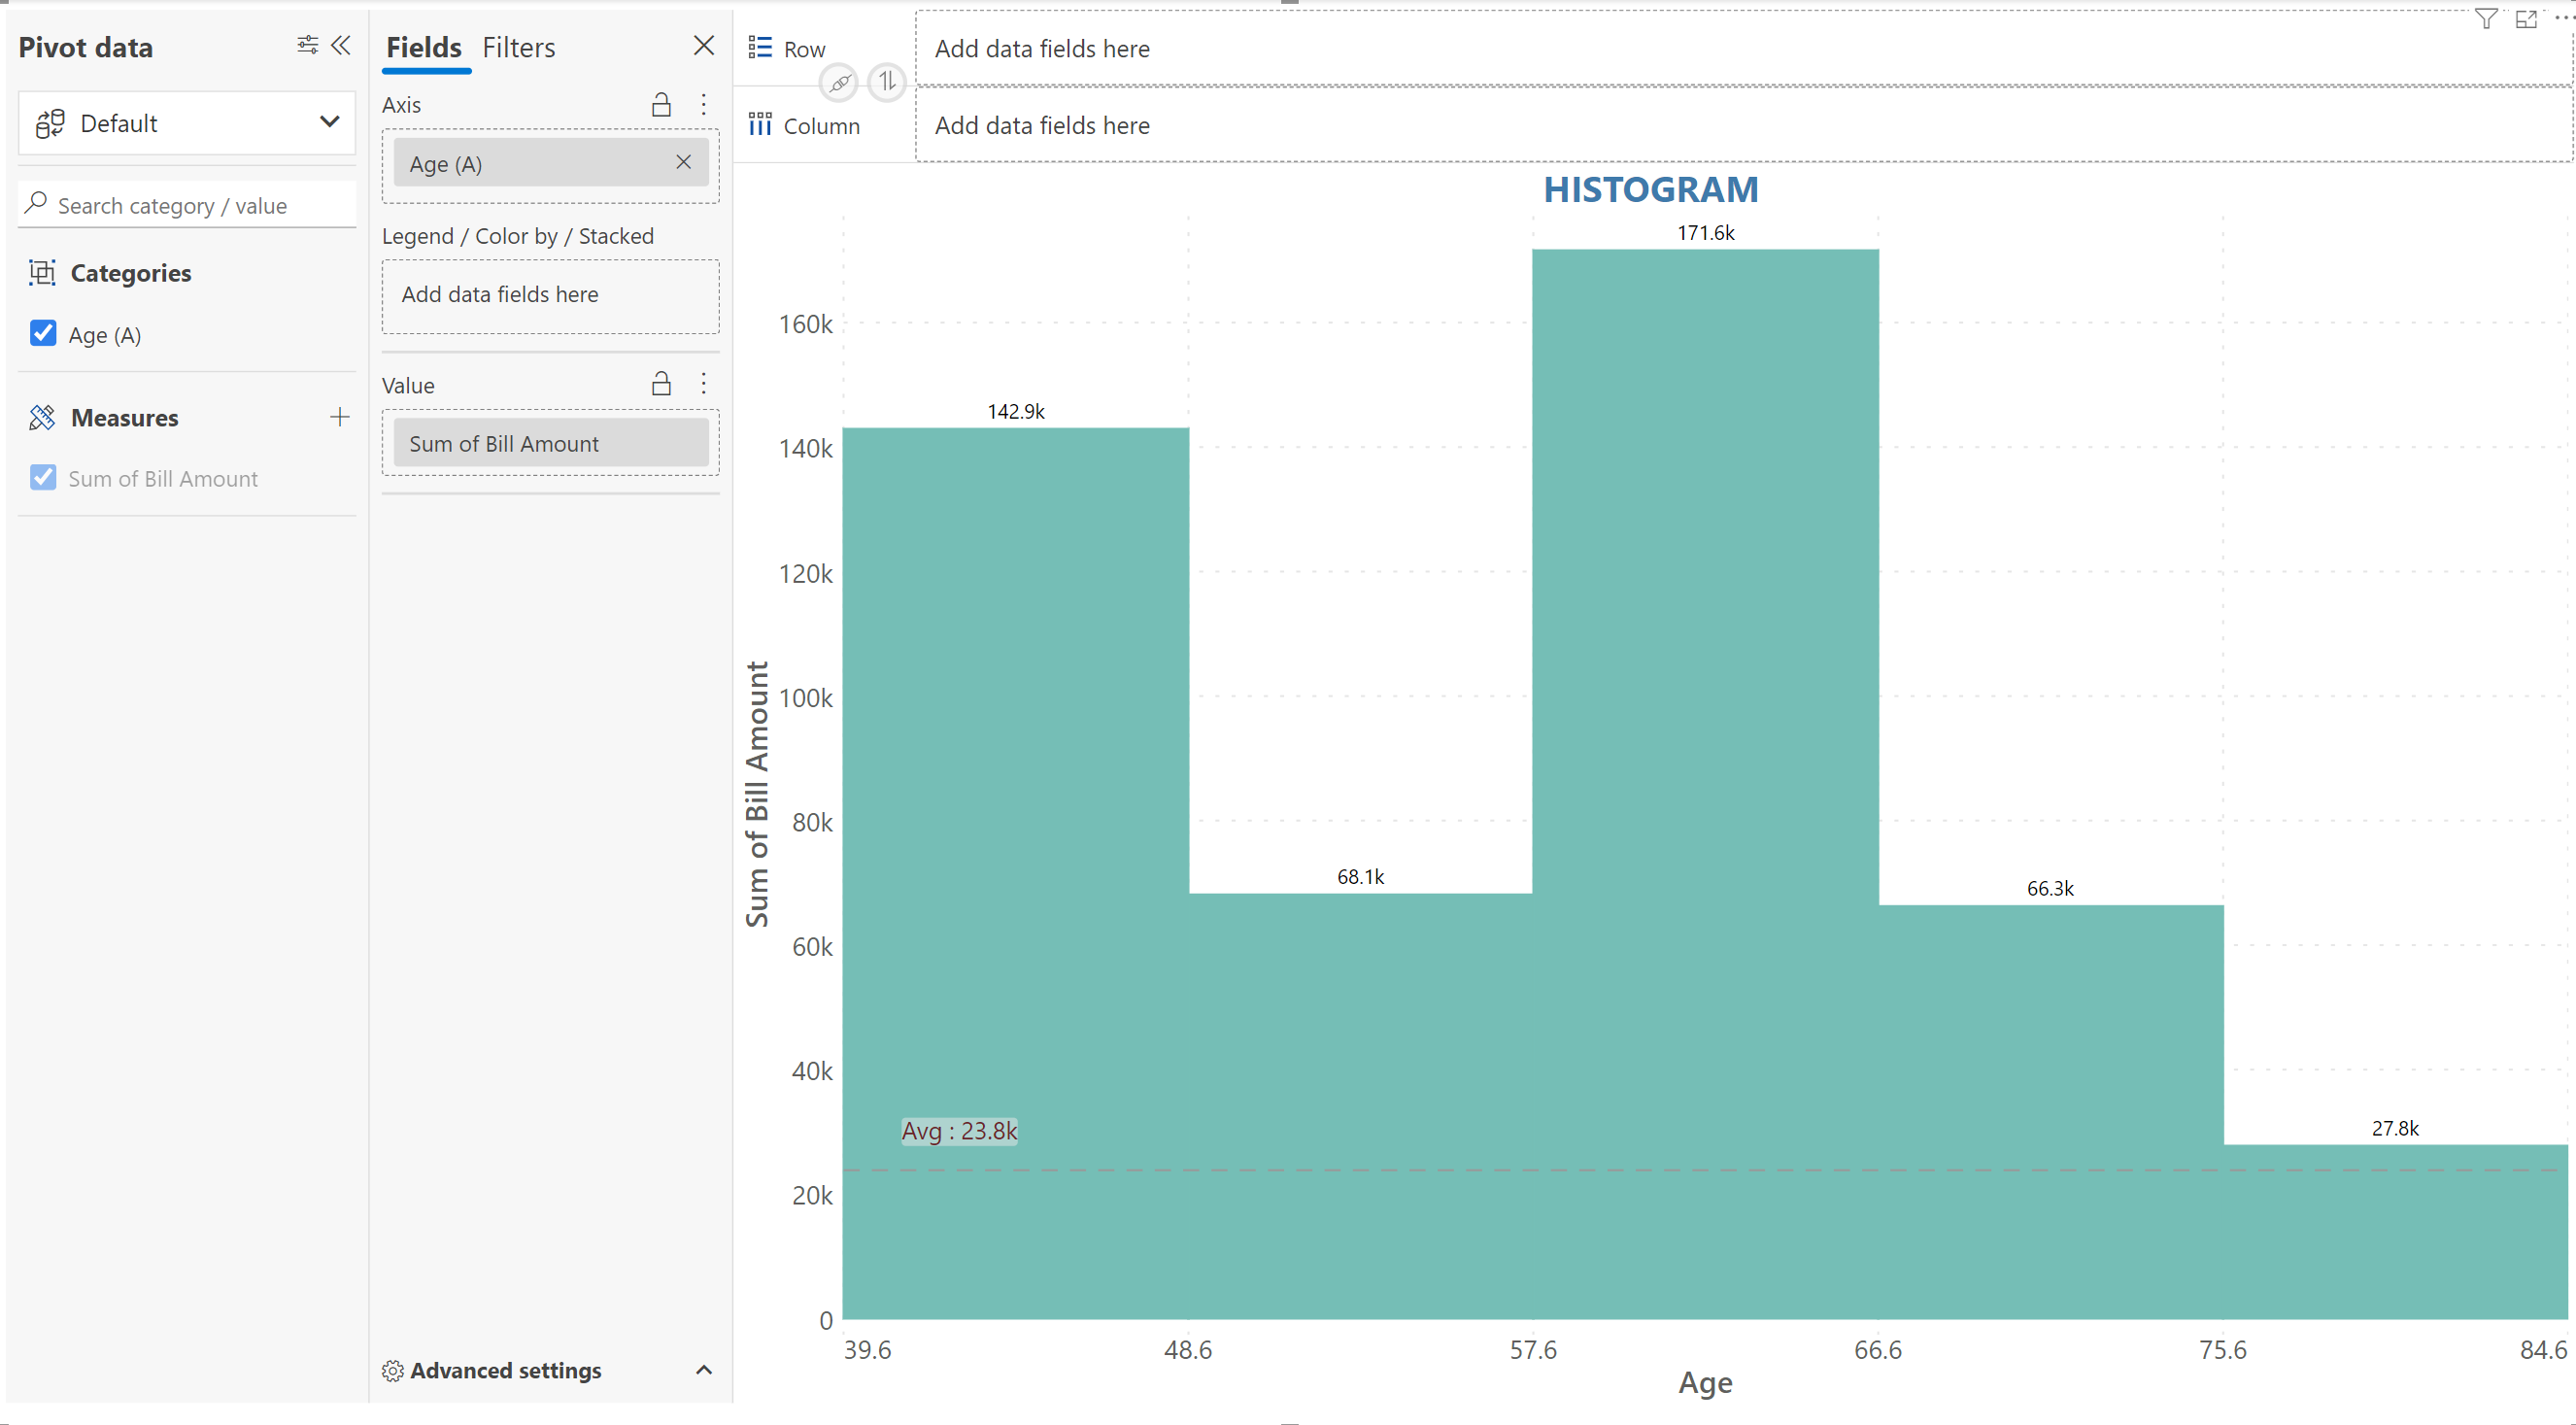 Pivot data
Default
Search category / value
Categories
Age (A)
Measures
Sum of Bill Amount
Fields Filters
Axis
Age (A)
Legend / Color by / Stacked
Add data fields here
Value
Sum of Bill Amount
Advanced settings
Row Add data fields here
Column Add data fields here
HISTOGRAM
171.6k
160k
142.9k
140k
120k
100k
80k
68.1k
66.3k
60k
40k
Avg : 23.8k
27.8k
20k
0
Sum of Bill Amount
39.6 48.6 57.6 66.6 75.6 84.6
Age